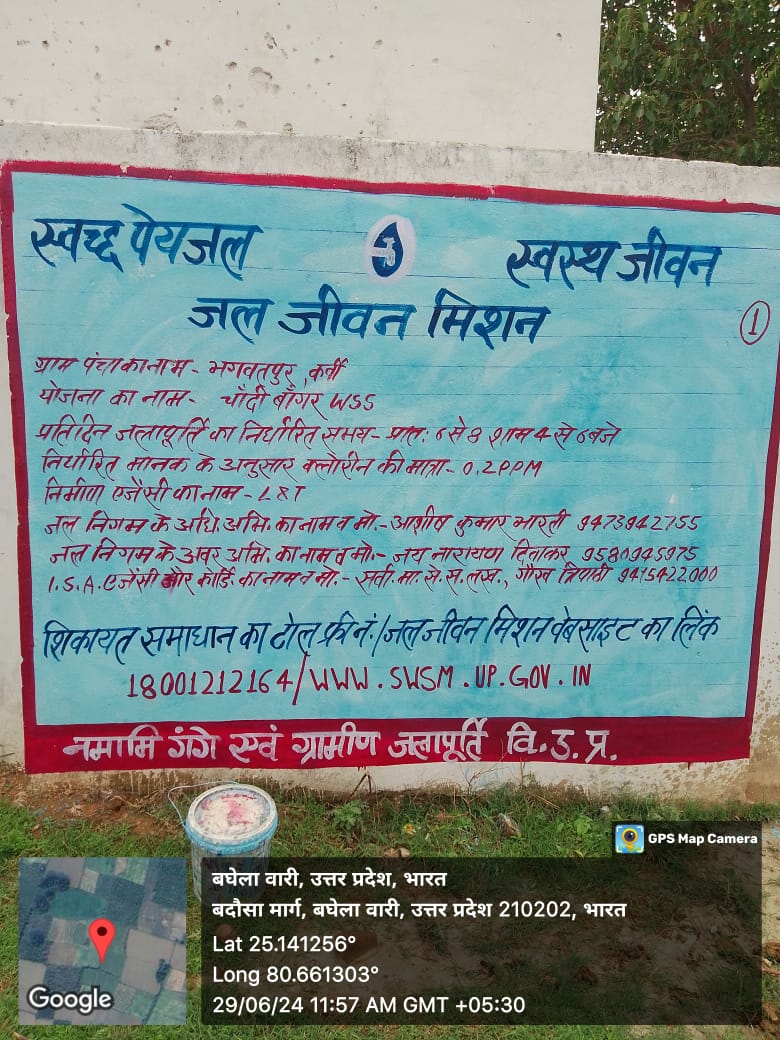 स्वच्छ पेयजल
स्वस्थ जीवन
जल जीवन मिशन
1
ग्राम पंचा का नाम - भगवतपुर, कर्वी
योजना का नाम - चाँदी बाँगर WSS
प्रतिदिन जलापूर्ति का निर्धारित समय - प्रात: 6 से 8 शाम 4 से 6 बजे
निर्धारित मानक के अनुसार क्लोरीन की मात्रा - 0.2PPM
निर्माण एजेंसी का नाम - L&T
जल निगम के अधि. अभि. का नाम व मो. - आशीष कुमार भारती 9473942755
जल निगम के अवर अभि. का नाम व मो - जय नारायण दिवाकर 9580945975
I.S.A. एजेंसी और कोर्डि. का नाम व मो. - सती. मा. से. स. लख., गौरव त्रिपाठी 9415422000
शिकायत समाधान का टोल फ्री नं./जल जीवन मिशन वेबसाइट का लिंक
18001212164/WWW.SWSM.UP.GOV.IN
नमामि गंगे एवं ग्रामीण जलापूर्ति वि. उ. प्र.
GPS Map Camera
बघेला वारी, उत्तर प्रदेश, भारत
बदौसा मार्ग, बघेला वारी, उत्तर प्रदेश 210202, भारत
Lat 25.141256°
Long 80.661303°
29/06/24 11:57 AM GMT +05:30
Google